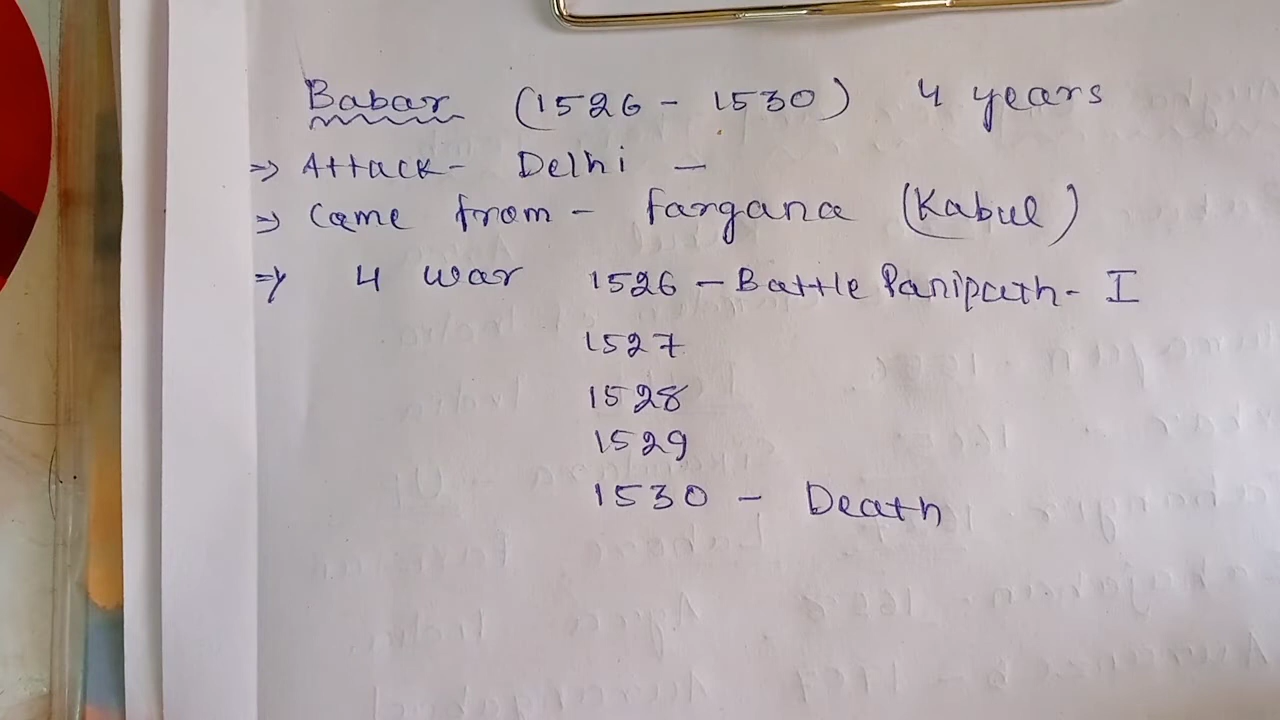 Babar (1526 - 1530) 4 years
⇒ Attack - Delhi -
⇒ Came from - fargana (Kabul)
⇒ 4 war 1526 - Battle Panipath - I
1527
1528
1529
1530 - Death